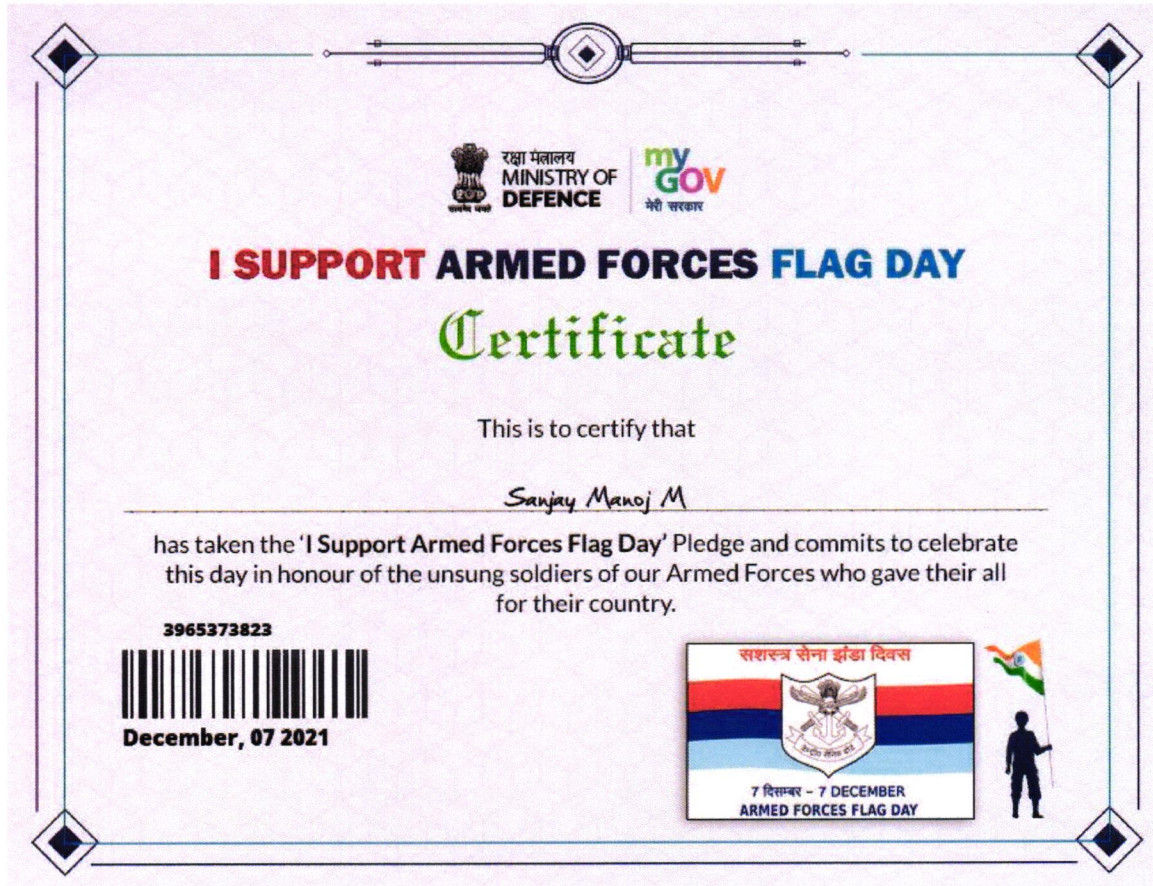 रक्षा मंत्रालय
MINISTRY OF
DEFENCE
सत्यमेव जयते
my
GOV
मेरी सरकार
I SUPPORT ARMED FORCES FLAG DAY
Certificate
This is to certify that
Sanjay Manoj M
has taken the 'I Support Armed Forces Flag Day' Pledge and commits to celebrate
this day in honour of the unsung soldiers of our Armed Forces who gave their all
for their country.
3965373823
December, 07 2021
सशस्त्र सेना झंडा दिवस
केन्द्रीय सैनिक बोर्ड
7 दिसम्बर – 7 DECEMBER
ARMED FORCES FLAG DAY